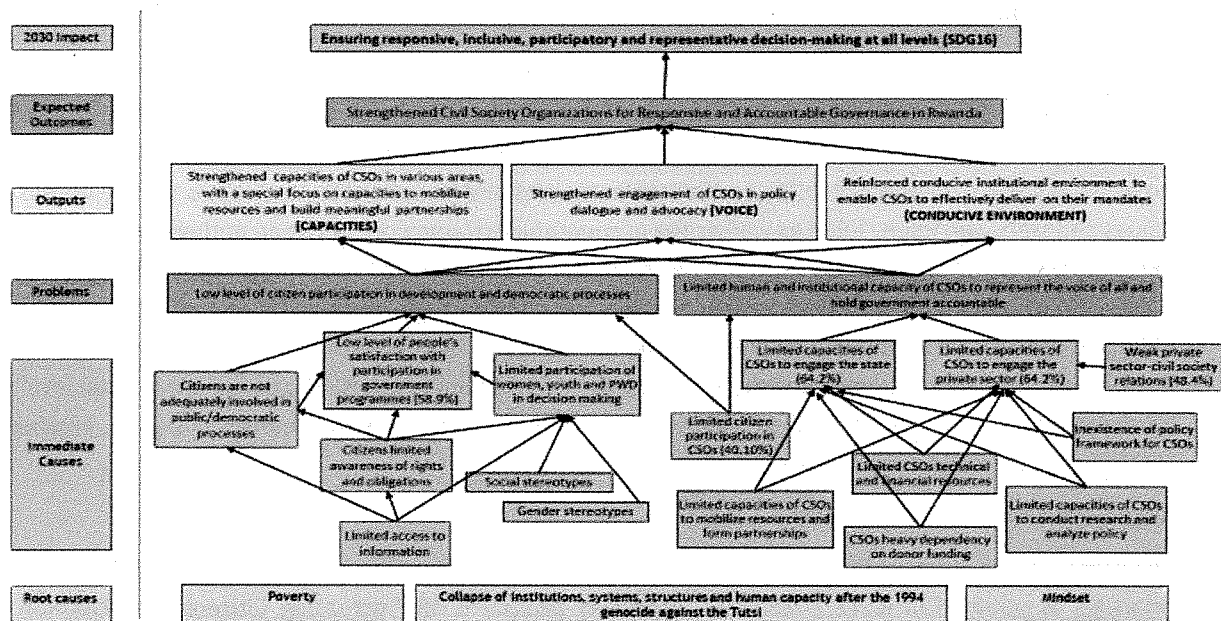 2030 Impact
Ensuring responsive, inclusive, participatory and representative decision-making at all levels (SDG16)
Expected
Outcomes
Strengthened Civil Society Organizations for Responsive and Accountable Governance in Rwanda
Outputs
Strengthened capacities of CSOs in various areas,
with a special focus on capacities to mobilize
resources and build meaningful partnerships
(CAPACITIES)
Strengthened engagement of CSOs in policy
dialogue and advocacy (VOICE)
Reinforced conducive institutional environment to
enable CSOs to effectively deliver on their mandates
(CONDUCIVE ENVIRONMENT)
Problems
Low level of citizen participation in development and democratic processes
Limited human and institutional capacity of CSOs to represent the voice of all and
hold government accountable
Immediate
Causes
Citizens are not
adequately involved in
public/democratic
processes
Low level of people's
satisfaction with
participation in
government
programmes (58.9%)
Limited participation of
women, youth and PWD
in decision making
Limited capacities of
CSOs to engage the state
(64.2%)
Limited capacities of
CSOs to engage the
private sector (64.2%)
Weak private
sector-civil society
relations (48.4%)
Limited citizen
participation in
CSOs (40.10%)
Inexistence of policy
framework for CSOs
Citizens limited
awareness of rights
and obligations
Social stereotypes
Gender stereotypes
Limited CSOs technical
and financial resources
Limited access to
information
Limited capacities of CSOs
to mobilize resources and
form partnerships
CSOs heavy dependency
on donor funding
Limited capacities of CSOs
to conduct research and
analyze policy
Root causes
Poverty
Collapse of institutions, systems, structures and human capacity after the 1994
genocide against the Tutsi
Mindset